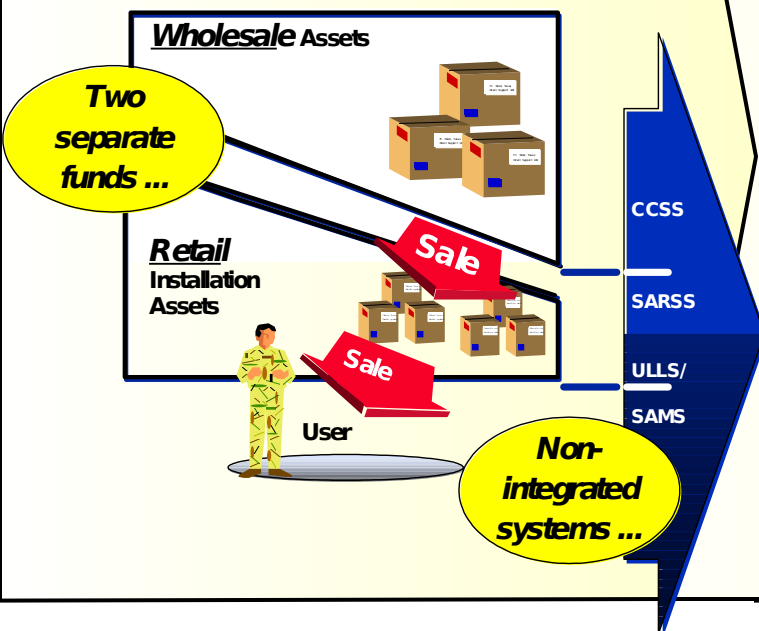 Wholesale Assets
Two
separate
funds ...
Sale
Retail
Installation
Assets
Sale
User
CCSS
SARSS
ULLS/
SAMS
Non-
integrated
systems ...